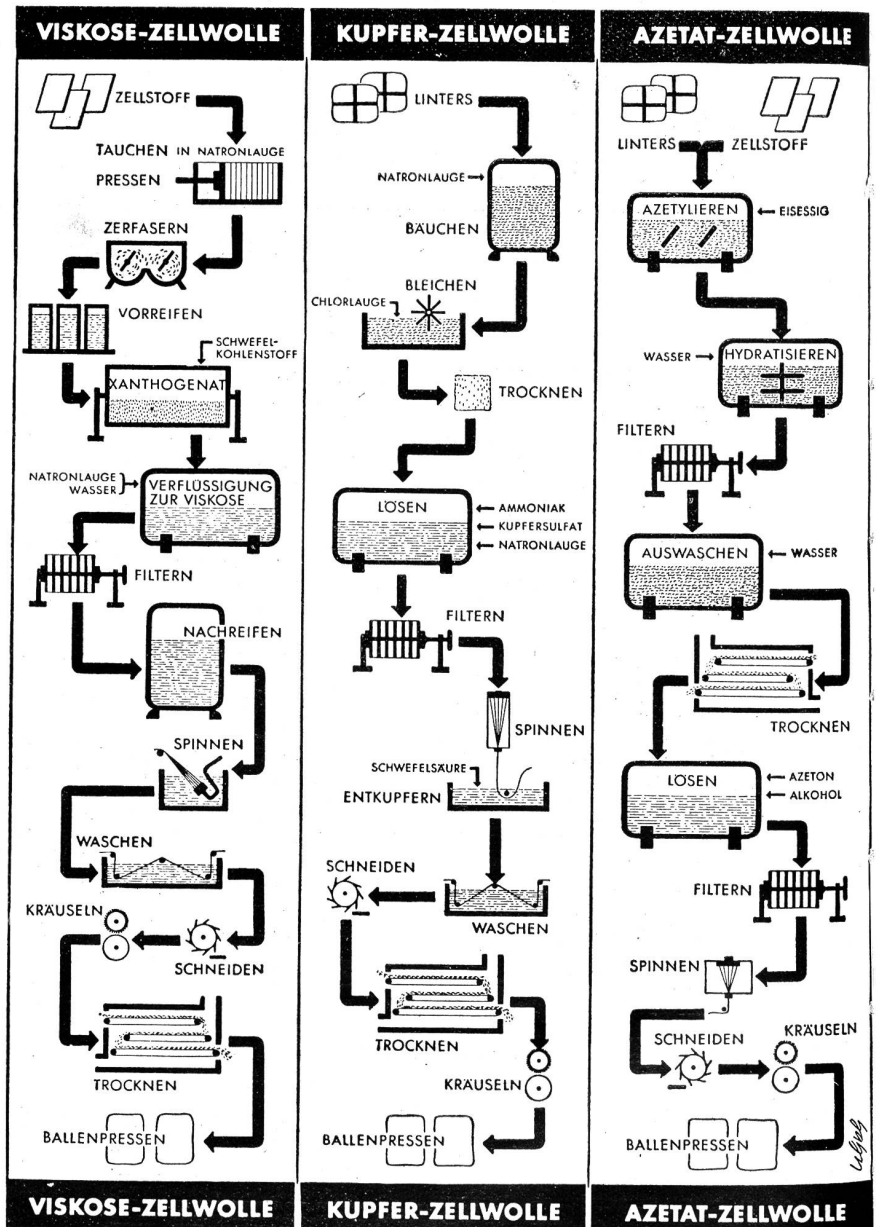 VISKOSE-ZELLWOLLE
ZELLSTOFF
TAUCHEN IN NATRONLAUGE
PRESSEN
ZERFASERN
VORREIFEN
SCHWEFEL-
KOHLENSTOFF
XANTHOGENAT
NATRONLAUGE
WASSER
VERFLÜSSIGUNG
ZUR VISKOSE
FILTERN
NACHREIFEN
SPINNEN
WASCHEN
KRÄUSELN
SCHNEIDEN
TROCKNEN
BALLENPRESSEN
VISKOSE-ZELLWOLLE
KUPFER-ZELLWOLLE
LINTERS
NATRONLAUGE
BÄUCHEN
BLEICHEN
CHLORLAUGE
TROCKNEN
LÖSEN
AMMONIAK
KUPFERSULFAT
NATRONLAUGE
FILTERN
SPINNEN
SCHWEFELSÄURE
ENTKUPFERN
SCHNEIDEN
WASCHEN
TROCKNEN
KRÄUSELN
BALLENPRESSEN
KUPFER-ZELLWOLLE
AZETAT-ZELLWOLLE
LINTERS
ZELLSTOFF
AZETYLIEREN
EISESSIG
WASSER
HYDRATISIEREN
FILTERN
AUSWASCHEN
WASSER
TROCKNEN
LÖSEN
AZETON
ALKOHOL
FILTERN
SPINNEN
SCHNEIDEN
KRÄUSELN
BALLENPRESSEN
AZETAT-ZELLWOLLE